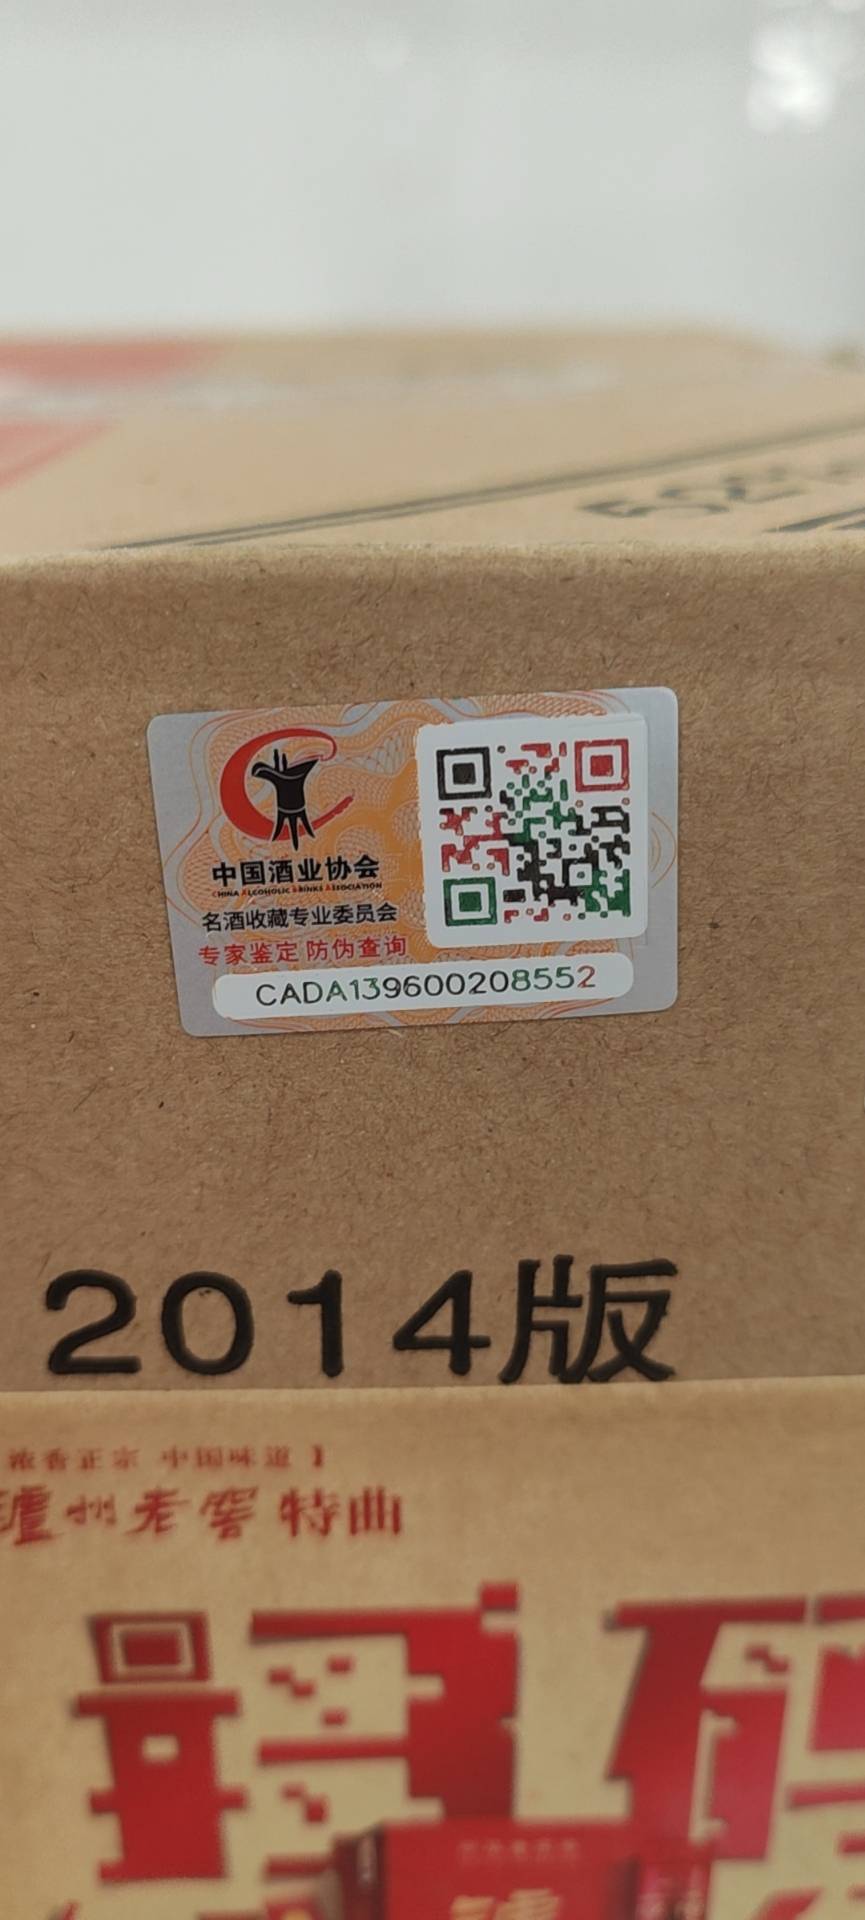 中国酒业协会
CHINA ALCOHOLIC DRINKS ASSOCIATION
名酒收藏专业委员会
专家鉴定 防伪查询
CADA139600208552
2014版
浓香正宗 中国味道 】
泸州老窖 特曲